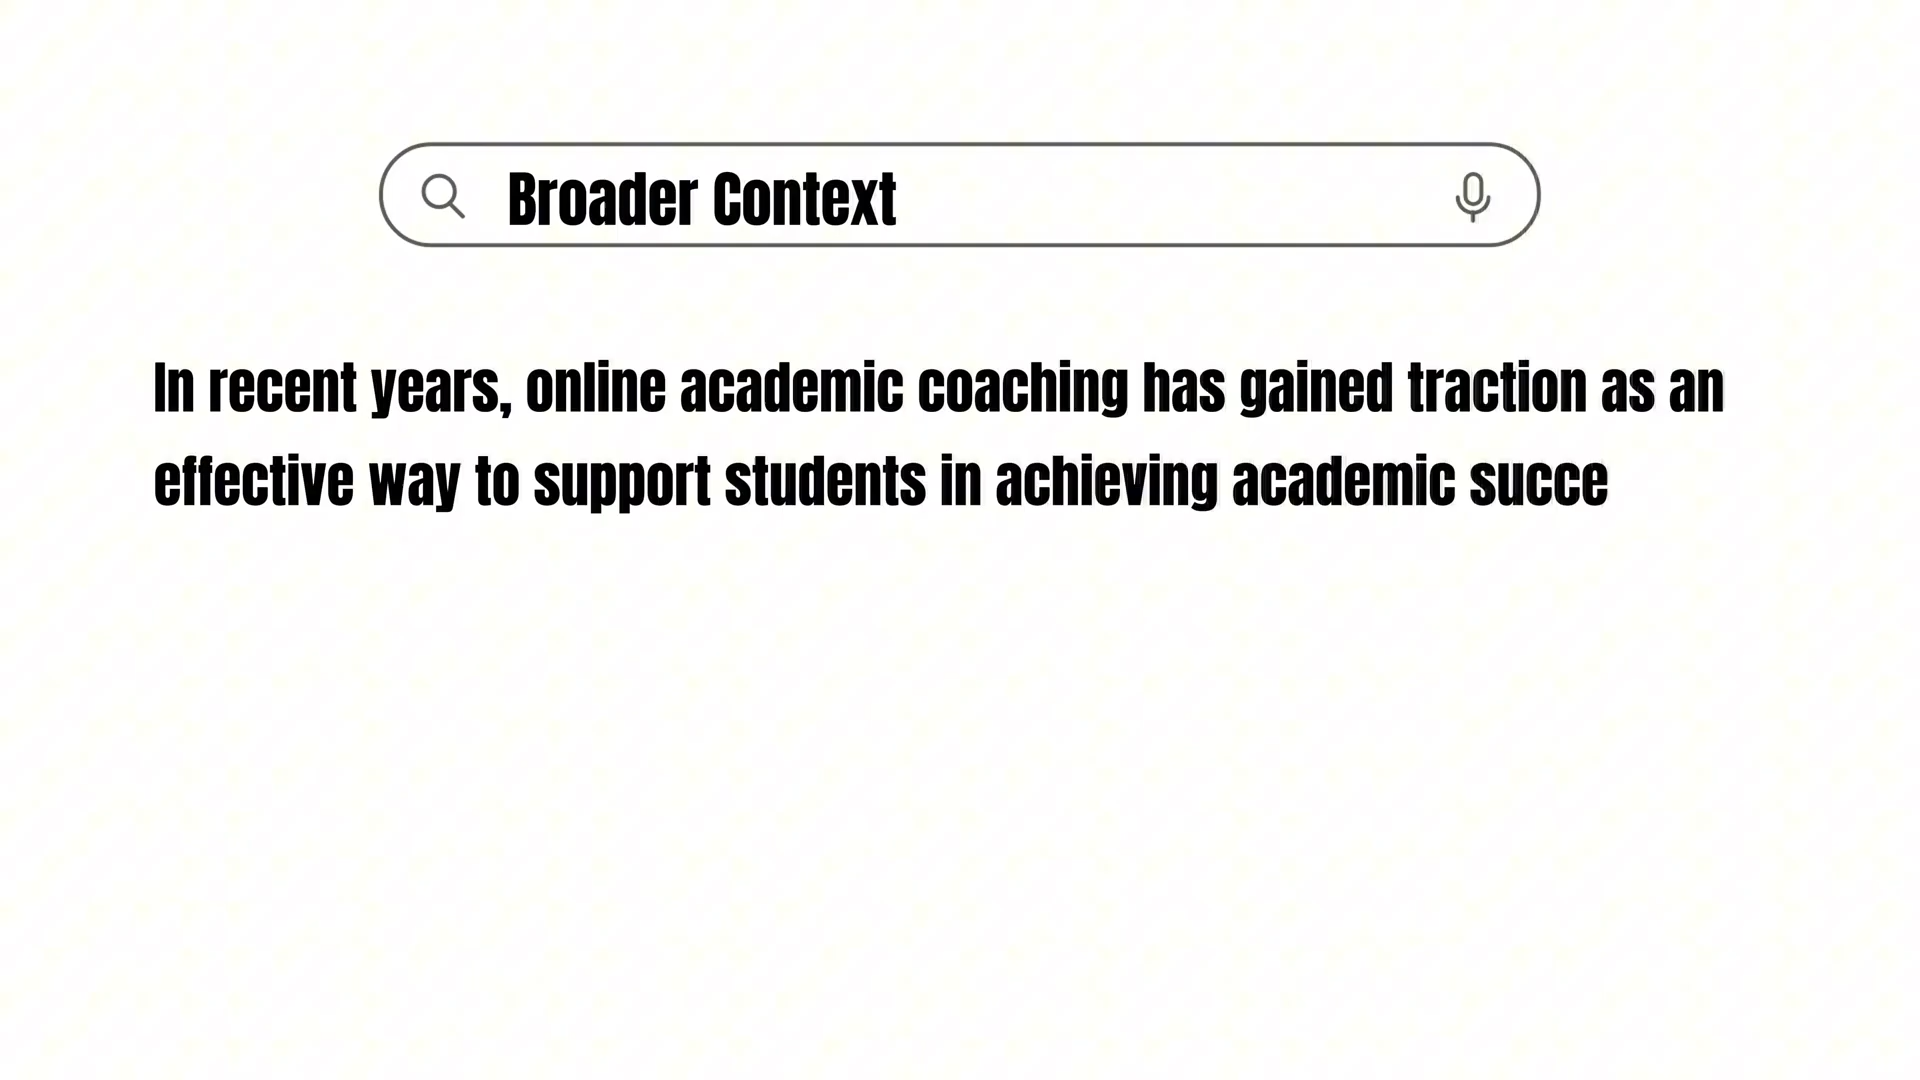 Broader Context
In recent years, online academic coaching has gained traction as an
effective way to support students in achieving academic succe